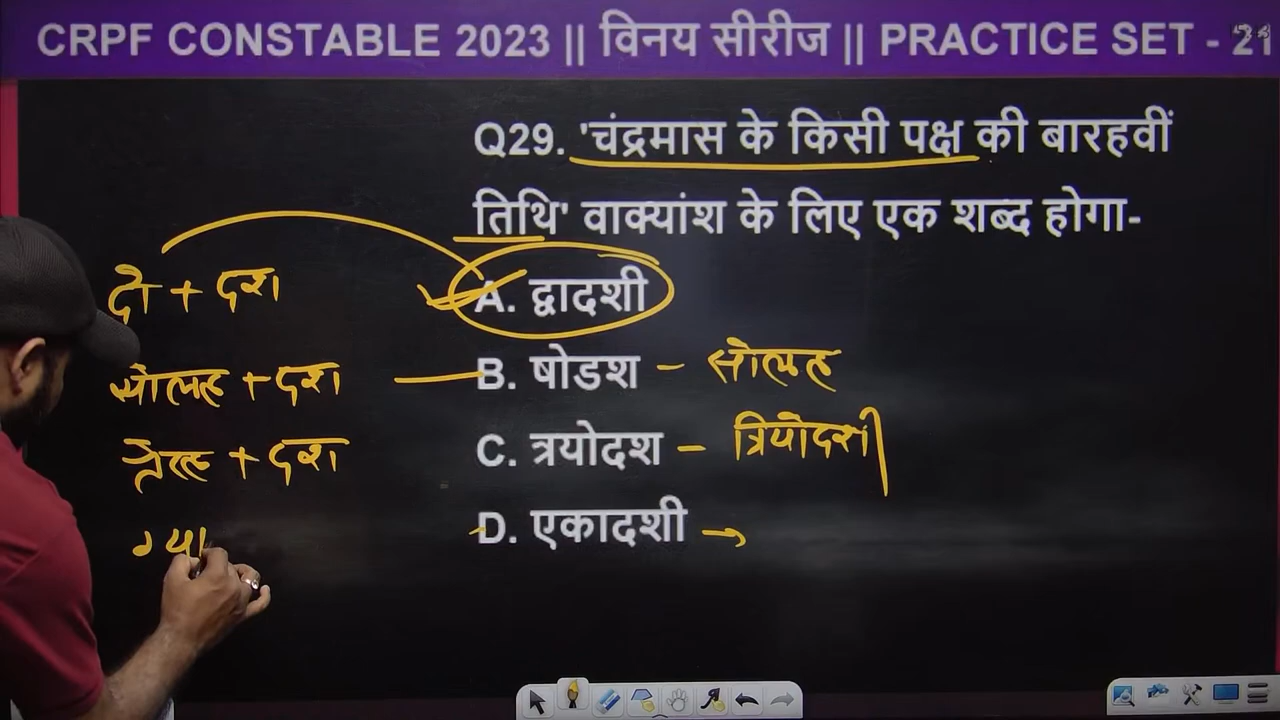 CRPF CONSTABLE 2023 || विनय सीरीज || PRACTICE SET - 21
Q29. 'चंद्रमास के किसी पक्ष की बारहवीं
तिथि' वाक्यांश के लिए एक शब्द होगा-
दो + दश
A. द्वादशी
सोलह + दश
B. षोडश - सोलह
तेरह + दश
C. त्रयोदश - त्रियोदशी
ग्या
D. एकादशी →